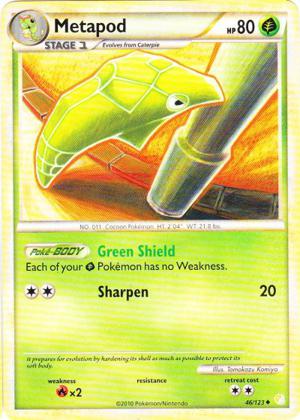 Metapod HP 80
STAGE 1 Evolves from Caterpie
NO. 011 Cocoon Pokémon HT. 2'04" WT. 21.8 lbs.
Poké-BODY Green Shield
Each of your Pokémon has no Weakness.
Sharpen 20
It prepares for evolution by hardening its shell as much as possible to protect its
soft body.
Illus. Tomokazu Komiya
weakness resistance retreat cost
x2
©2010 Pokémon/Nintendo 46/123